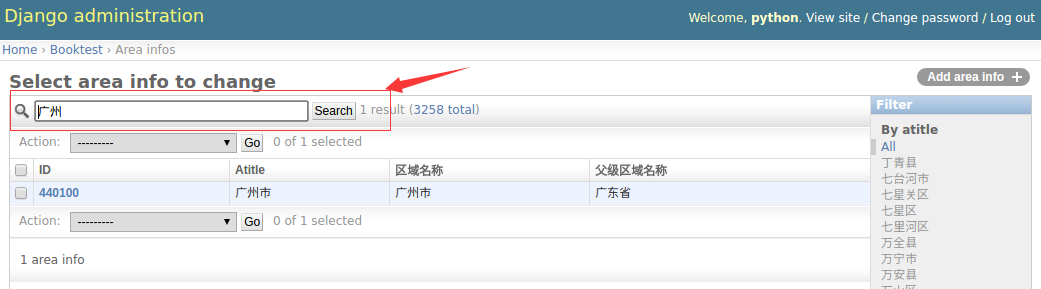 Django administration
Welcome, python. View site / Change password / Log out
Home › Booktest › Area infos
Select area info to change
Add area info +
广州 Search 1 result (3258 total)
Action: --------- Go 0 of 1 selected
ID Atitle 区域名称 父级区域名称
440100 广州市 广州市 广东省
Action: --------- Go 0 of 1 selected
1 area info
Filter
By atitle
All
丁青县
七台河市
七星关区
七星区
七里河区
万全县
万宁市
万安县